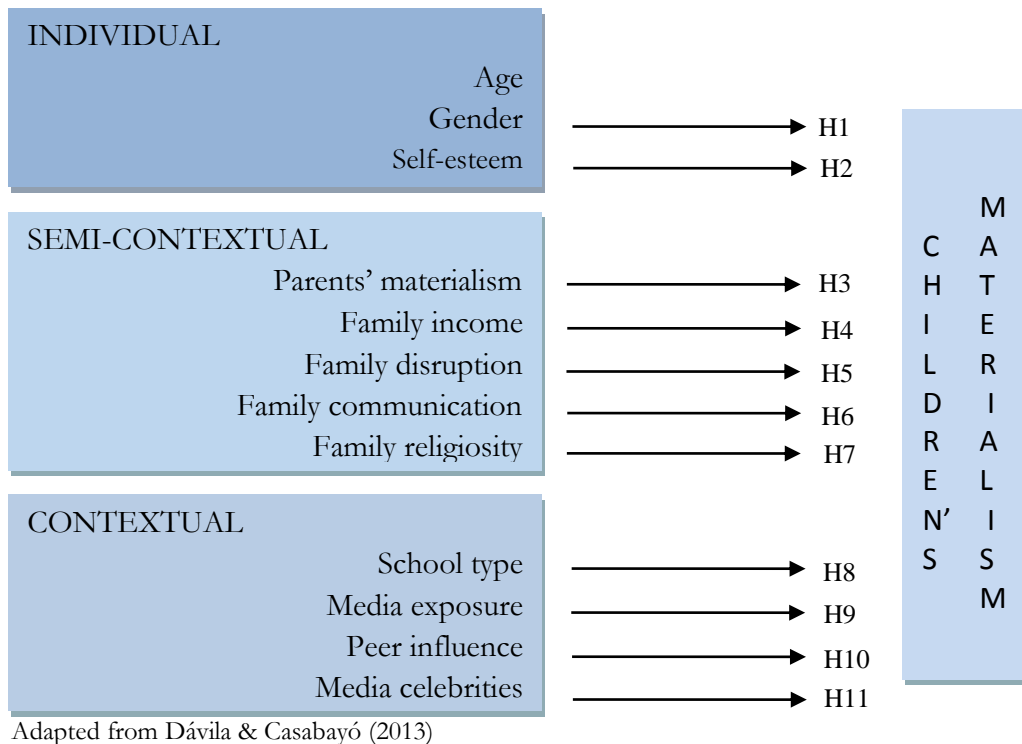 INDIVIDUAL
Age
Gender
H1
Self-esteem
H2
SEMI-CONTEXTUAL
Parents’ materialism
H3
Family income
H4
Family disruption
H5
Family communication
H6
Family religiosity
H7
CONTEXTUAL
School type
H8
Media exposure
H9
Peer influence
H10
Media celebrities
H11
CHILDREN’S
MATERIALISM
Adapted from Dávila & Casabayó (2013)